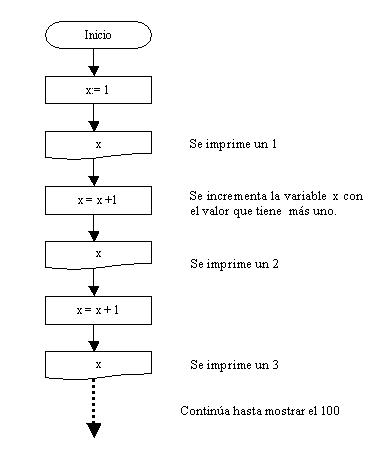 Inicio
x:= 1
x
Se imprime un 1
x = x +1
Se incrementa la variable x con
el valor que tiene más uno.
x
Se imprime un 2
x = x + 1
x
Se imprime un 3
Continúa hasta mostrar el 100